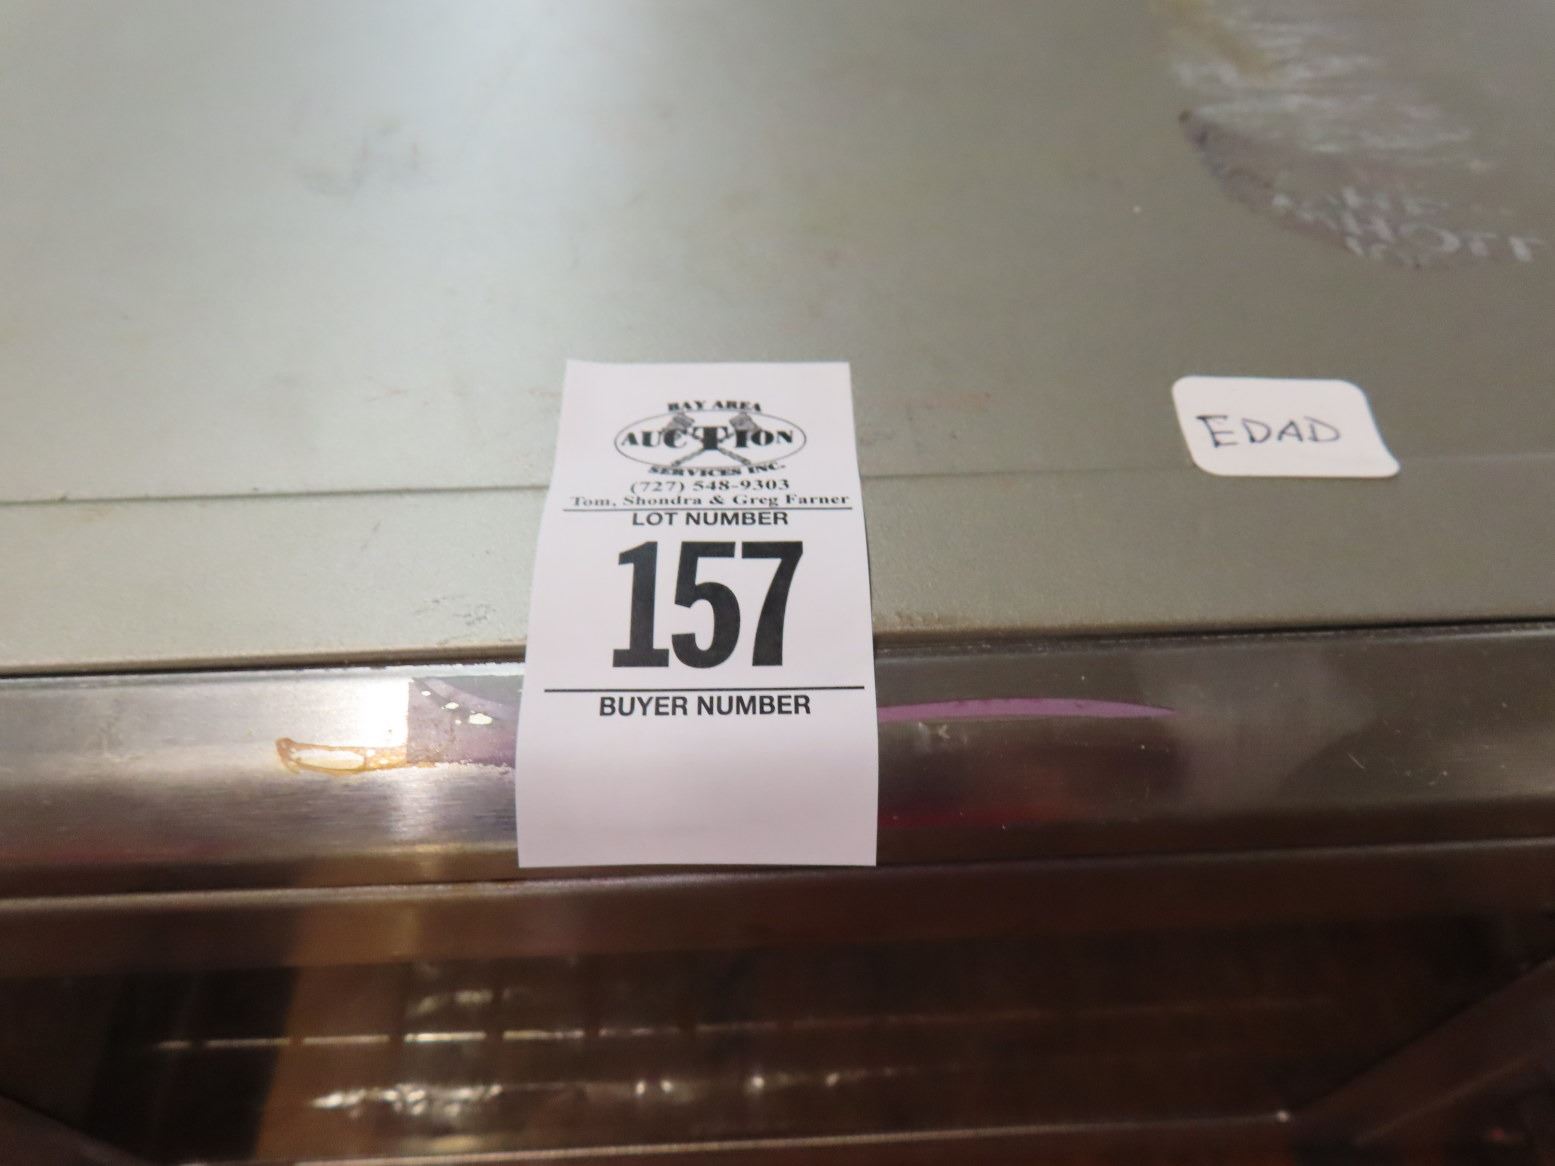 BAY AREA
AUCTION
SERVICES INC.
(727) 548-9303
Tom, Shondra & Greg Farner
LOT NUMBER
157
BUYER NUMBER
EDAD